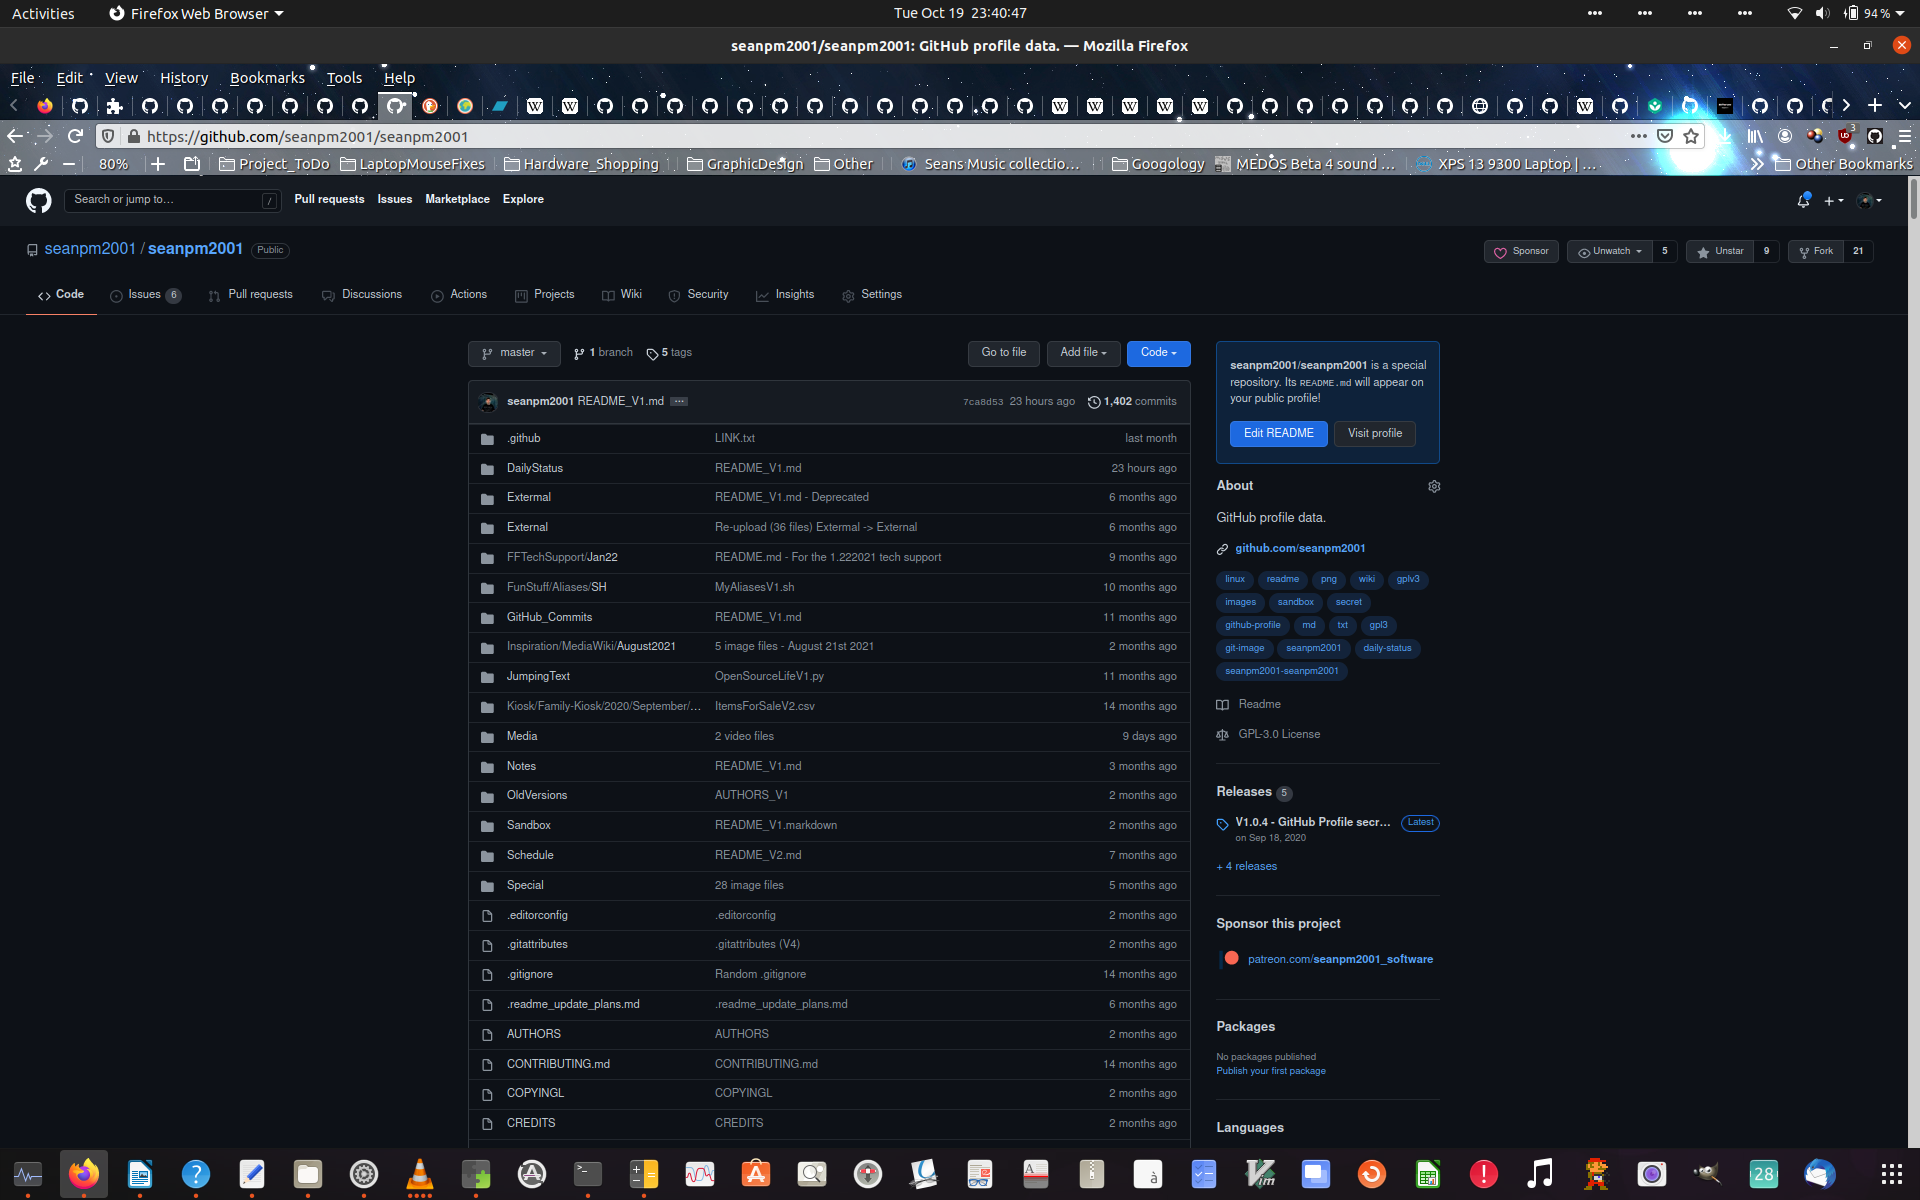 Activities Firefox Web Browser Tue Oct 19 23:40:47 94 %
seanpm2001/seanpm2001: GitHub profile data. — Mozilla Firefox
File Edit View History Bookmarks Tools Help
https://github.com/seanpm2001/seanpm2001 3
80% Project_ToDo LaptopMouseFixes Hardware_Shopping GraphicDesign Other Seans Music collectio… Googology MEDOS Beta 4 sound … XPS 13 9300 Laptop | … Other Bookmarks
Search or jump to… / Pull requests Issues Marketplace Explore
seanpm2001 / seanpm2001 Public Sponsor Unwatch 5 Unstar 9 Fork 21
Code Issues 6 Pull requests Discussions Actions Projects Wiki Security Insights Settings
master 1 branch 5 tags Go to file Add file Code
seanpm2001 README_V1.md ··· 7ca8d53 23 hours ago 1,402 commits
.github LINK.txt last month
DailyStatus README_V1.md 23 hours ago
Extermal README_V1.md - Deprecated 6 months ago
External Re-upload (36 files) Extermal -> External 6 months ago
FFTechSupport/Jan22 README.md - For the 1.222021 tech support 9 months ago
FunStuff/Aliases/SH MyAliasesV1.sh 10 months ago
GitHub_Commits README_V1.md 11 months ago
Inspiration/MediaWiki/August2021 5 image files - August 21st 2021 2 months ago
JumpingText OpenSourceLifeV1.py 11 months ago
Kiosk/Family-Kiosk/2020/September/… ItemsForSaleV2.csv 14 months ago
Media 2 video files 9 days ago
Notes README_V1.md 3 months ago
OldVersions AUTHORS_V1 2 months ago
Sandbox README_V1.markdown 2 months ago
Schedule README_V2.md 7 months ago
Special 28 image files 5 months ago
.editorconfig .editorconfig 2 months ago
.gitattributes .gitattributes (V4) 2 months ago
.gitignore Random .gitignore 14 months ago
.readme_update_plans.md .readme_update_plans.md 6 months ago
AUTHORS AUTHORS 2 months ago
CONTRIBUTING.md CONTRIBUTING.md 14 months ago
COPYINGL COPYINGL 2 months ago
CREDITS CREDITS 2 months ago
seanpm2001/seanpm2001 is a special
repository. Its README.md will appear on
your public profile!
Edit README Visit profile
About
GitHub profile data.
github.com/seanpm2001
linux readme png wiki gplv3
images sandbox secret
github-profile md txt gpl3
git-image seanpm2001 daily-status
seanpm2001-seanpm2001
Readme
GPL-3.0 License
Releases 5
V1.0.4 - GitHub Profile secr… Latest
on Sep 18, 2020
+ 4 releases
Sponsor this project
patreon.com/seanpm2001_software
Packages
No packages published
Publish your first package
Languages
28